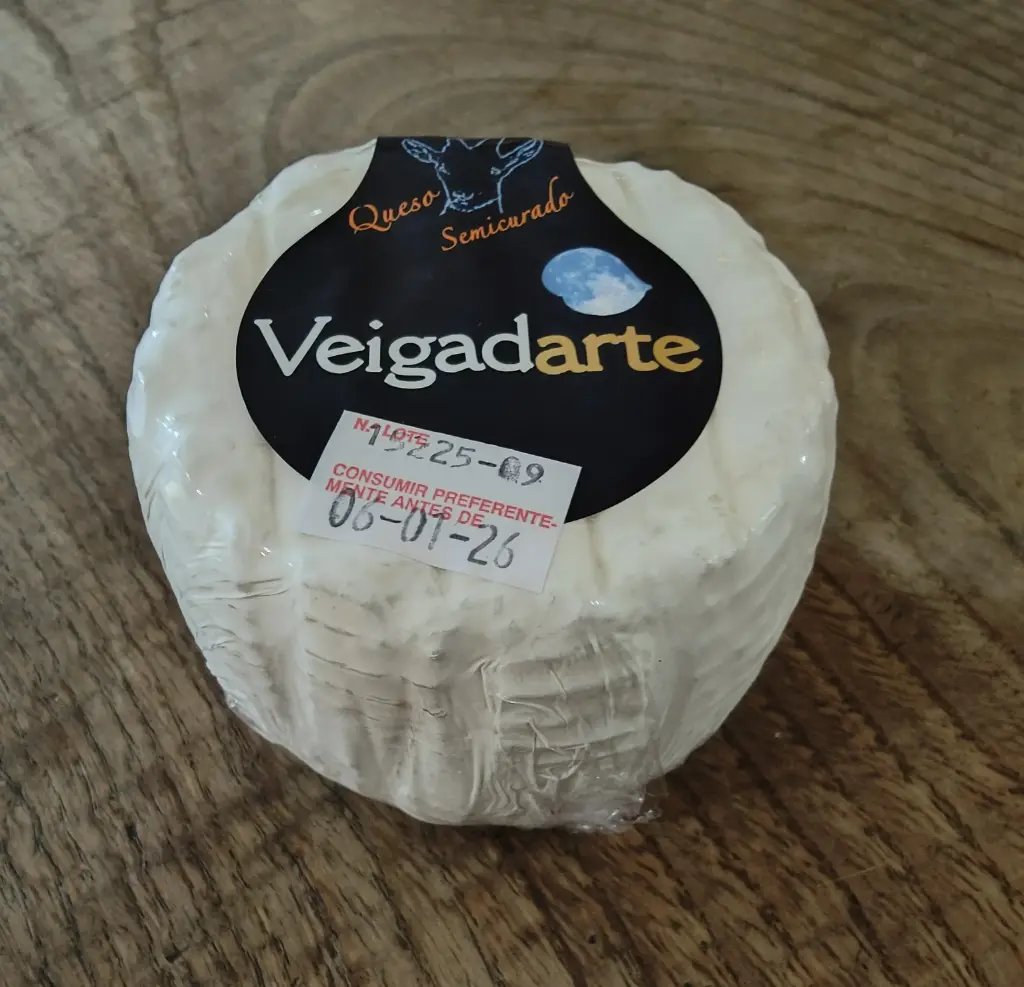 Queso
Semicurado
Veigadarte
N. LOTE
CONSUMIR PREFERENTE-
MENTE ANTES DE
06-01-26